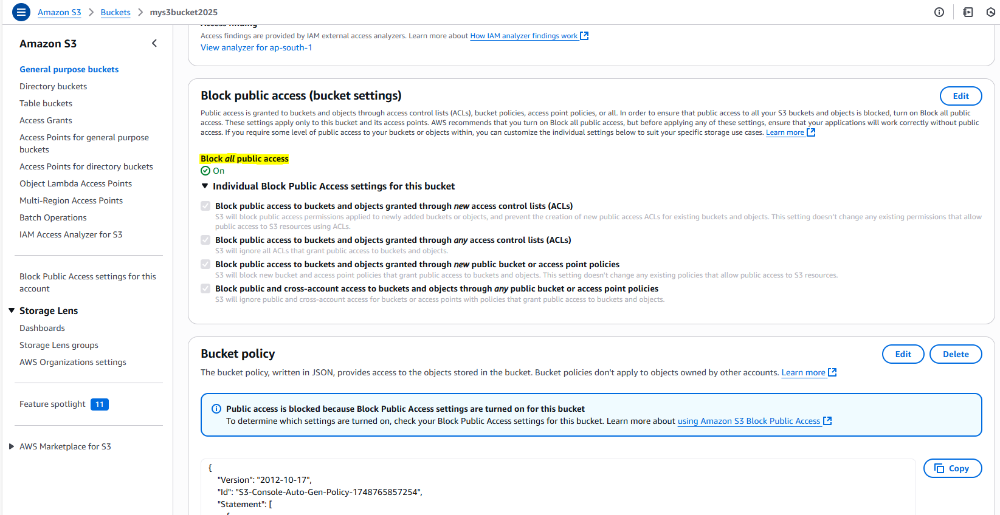 Amazon S3 > Buckets > mys3bucket2025
Amazon S3
General purpose buckets
Directory buckets
Table buckets
Access Grants
Access Points for general purpose
buckets
Access Points for directory buckets
Object Lambda Access Points
Multi-Region Access Points
Batch Operations
IAM Access Analyzer for S3
Block Public Access settings for this
account
Storage Lens
Dashboards
Storage Lens groups
AWS Organizations settings
Feature spotlight 11
AWS Marketplace for S3
Access finding
Access findings are provided by IAM external access analyzers. Learn more about How IAM analyzer findings work
View analyzer for ap-south-1
Block public access (bucket settings)
Edit
Public access is granted to buckets and objects through access control lists (ACLs), bucket policies, access point policies, or all. In order to ensure that public access to all your S3 buckets and objects is blocked, turn on Block all public
access. These settings apply only to this bucket and its access points. AWS recommends that you turn on Block all public access, but before applying any of these settings, ensure that your applications will work correctly without public
access. If you require some level of public access to your buckets or objects within, you can customize the individual settings below to suit your specific storage use cases. Learn more
Block all public access
On
Individual Block Public Access settings for this bucket
Block public access to buckets and objects granted through new access control lists (ACLs)
S3 will block public access permissions applied to newly added buckets or objects, and prevent the creation of new public access ACLs for existing buckets and objects. This setting doesn't change any existing permissions that allow
public access to S3 resources using ACLs.
Block public access to buckets and objects granted through any access control lists (ACLs)
S3 will ignore all ACLs that grant public access to buckets and objects.
Block public access to buckets and objects granted through new public bucket or access point policies
S3 will block new bucket and access point policies that grant public access to buckets and objects. This setting doesn't change any existing policies that allow public access to S3 resources.
Block public and cross-account access to buckets and objects through any public bucket or access point policies
S3 will ignore public and cross-account access for buckets or access points with policies that grant public access to buckets and objects.
Bucket policy
Edit
Delete
The bucket policy, written in JSON, provides access to the objects stored in the bucket. Bucket policies don't apply to objects owned by other accounts. Learn more
Public access is blocked because Block Public Access settings are turned on for this bucket
To determine which settings are turned on, check your Block Public Access settings for this bucket. Learn more about using Amazon S3 Block Public Access
Copy
{
"Version": "2012-10-17",
"Id": "S3-Console-Auto-Gen-Policy-1748765857254",
"Statement": [
{